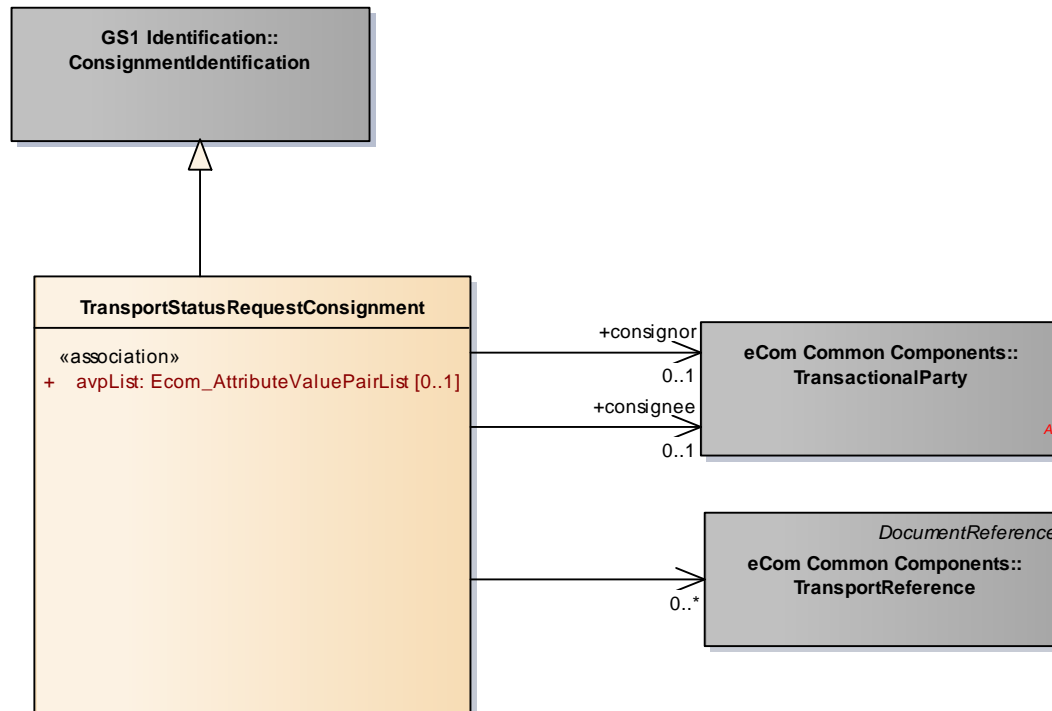 GS1 Identification::
ConsignmentIdentification
TransportStatusRequestConsignment
«association»
+ avpList: Ecom_AttributeValuePairList [0..1]
+consignor
0..1
+consignee
0..1
eCom Common Components::
TransactionalParty
A
DocumentReference
eCom Common Components::
TransportReference
0..*